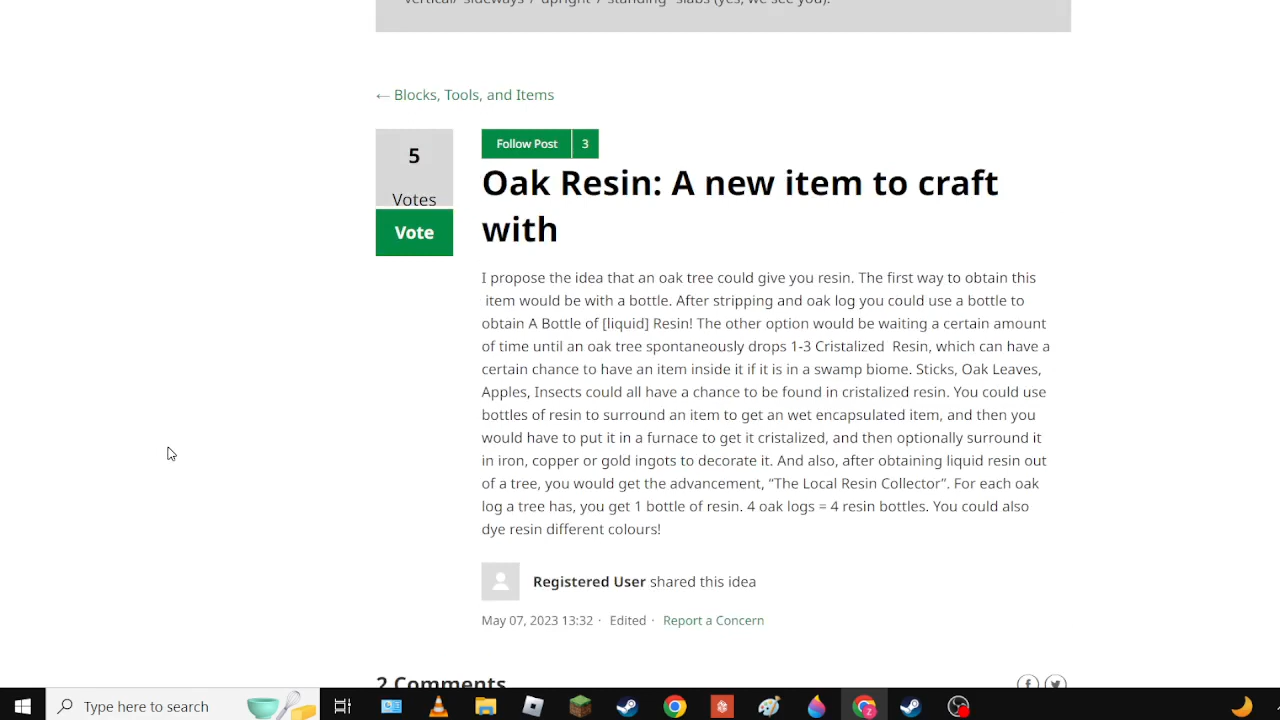 vertical/ sideways / upright / standing" slabs (yes, we see you).
← Blocks, Tools, and Items
5
Votes
Vote
Follow Post 3
Oak Resin: A new item to craft
with
I propose the idea that an oak tree could give you resin. The first way to obtain this
item would be with a bottle. After stripping and oak log you could use a bottle to
obtain A Bottle of [liquid] Resin! The other option would be waiting a certain amount
of time until an oak tree spontaneously drops 1-3 Cristalized Resin, which can have a
certain chance to have an item inside it if it is in a swamp biome. Sticks, Oak Leaves,
Apples, Insects could all have a chance to be found in cristalized resin. You could use
bottles of resin to surround an item to get an wet encapsulated item, and then you
would have to put it in a furnace to get it cristalized, and then optionally surround it
in iron, copper or gold ingots to decorate it. And also, after obtaining liquid resin out
of a tree, you would get the advancement, “The Local Resin Collector”. For each oak
log a tree has, you get 1 bottle of resin. 4 oak logs = 4 resin bottles. You could also
dye resin different colours!
Registered User shared this idea
May 07, 2023 13:32 · Edited · Report a Concern
2 Comments
Type here to search